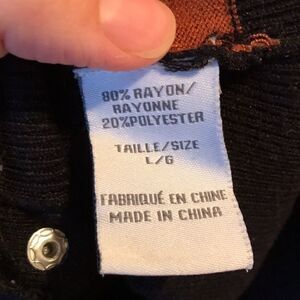 80% RAYON/
RAYONNE
20%POLYESTER
TAILLE/SIZE
L/G
FABRIQUÉ EN CHINE
MADE IN CHINA